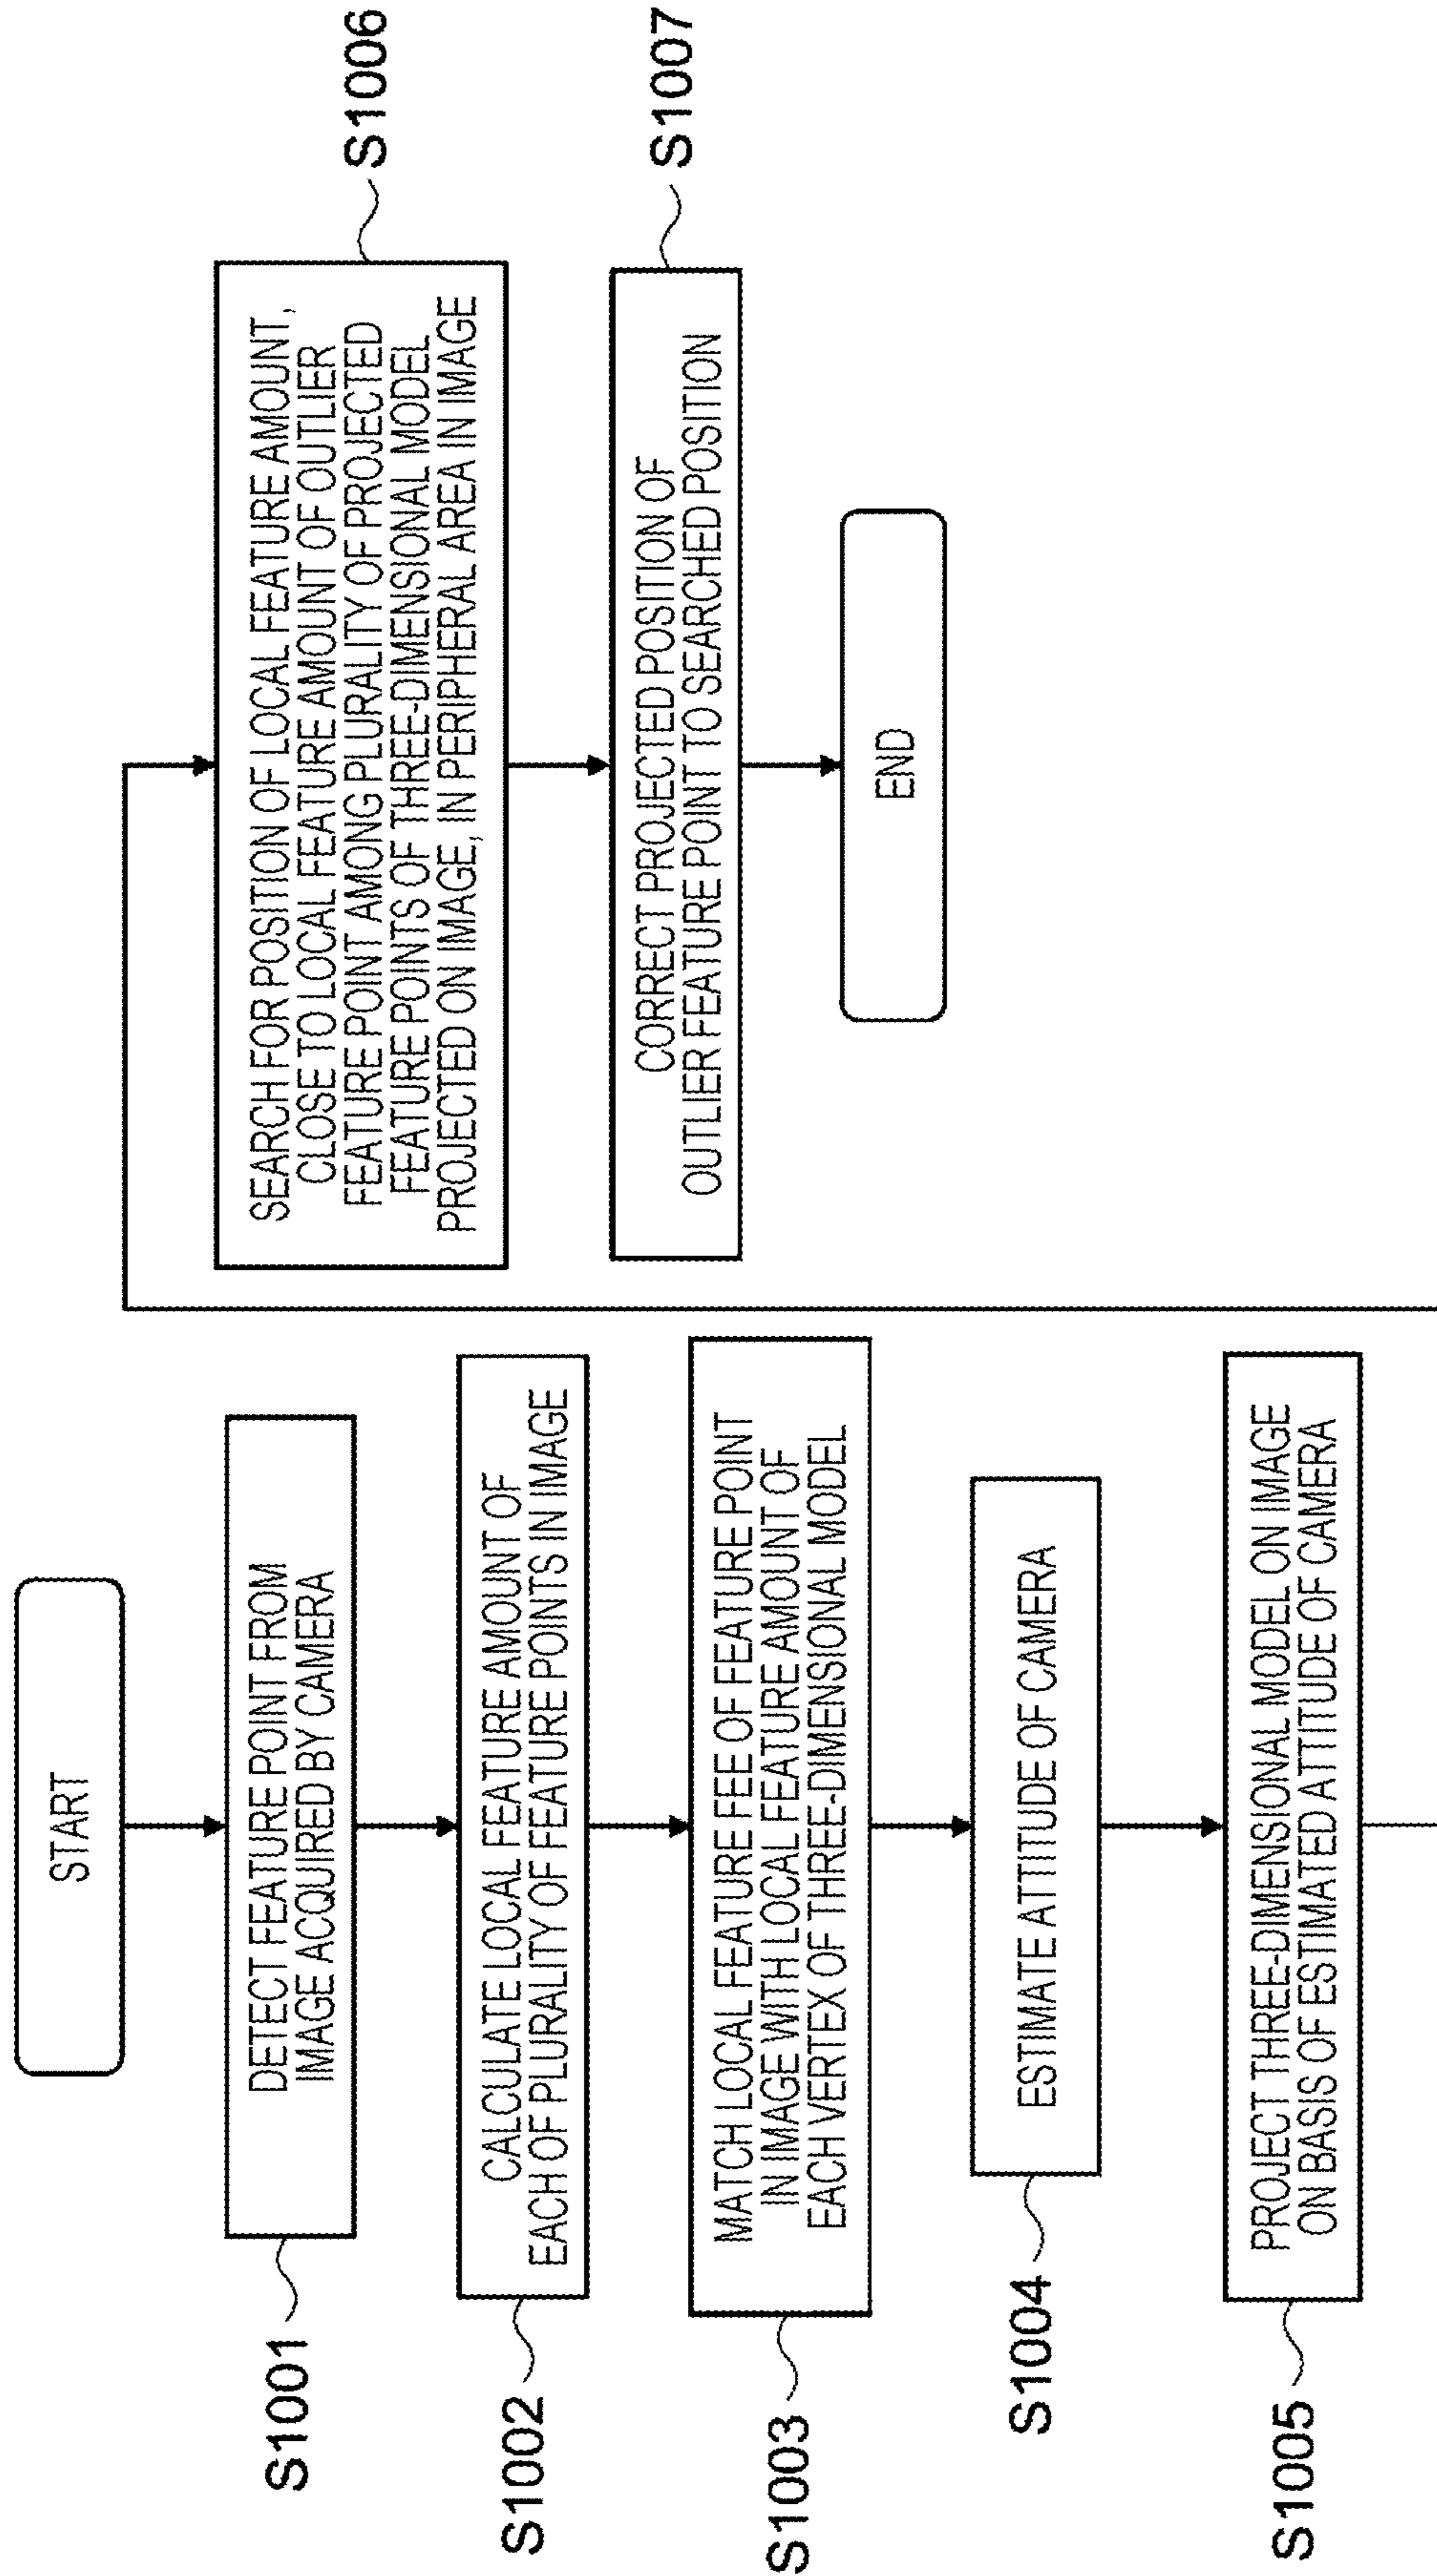 START
S1001
DETECT FEATURE POINT FROM
IMAGE ACQUIRED BY CAMERA
S1002
CALCULATE LOCAL FEATURE AMOUNT OF
EACH OF PLURALITY OF FEATURE POINTS IN IMAGE
S1003
MATCH LOCAL FEATURE FEE OF FEATURE POINT
IN IMAGE WITH LOCAL FEATURE AMOUNT OF
EACH VERTEX OF THREE-DIMENSIONAL MODEL
S1004
ESTIMATE ATTITUDE OF CAMERA
S1005
PROJECT THREE-DIMENSIONAL MODEL ON IMAGE
ON BASIS OF ESTIMATED ATTITUDE OF CAMERA
S1006
SEARCH FOR POSITION OF LOCAL FEATURE AMOUNT,
CLOSE TO LOCAL FEATURE AMOUNT OF OUTLIER
FEATURE POINT AMONG PLURALITY OF PROJECTED
FEATURE POINTS OF THREE-DIMENSIONAL MODEL
PROJECTED ON IMAGE, IN PERIPHERAL AREA IN IMAGE
S1007
CORRECT PROJECTED POSITION OF
OUTLIER FEATURE POINT TO SEARCHED POSITION
END